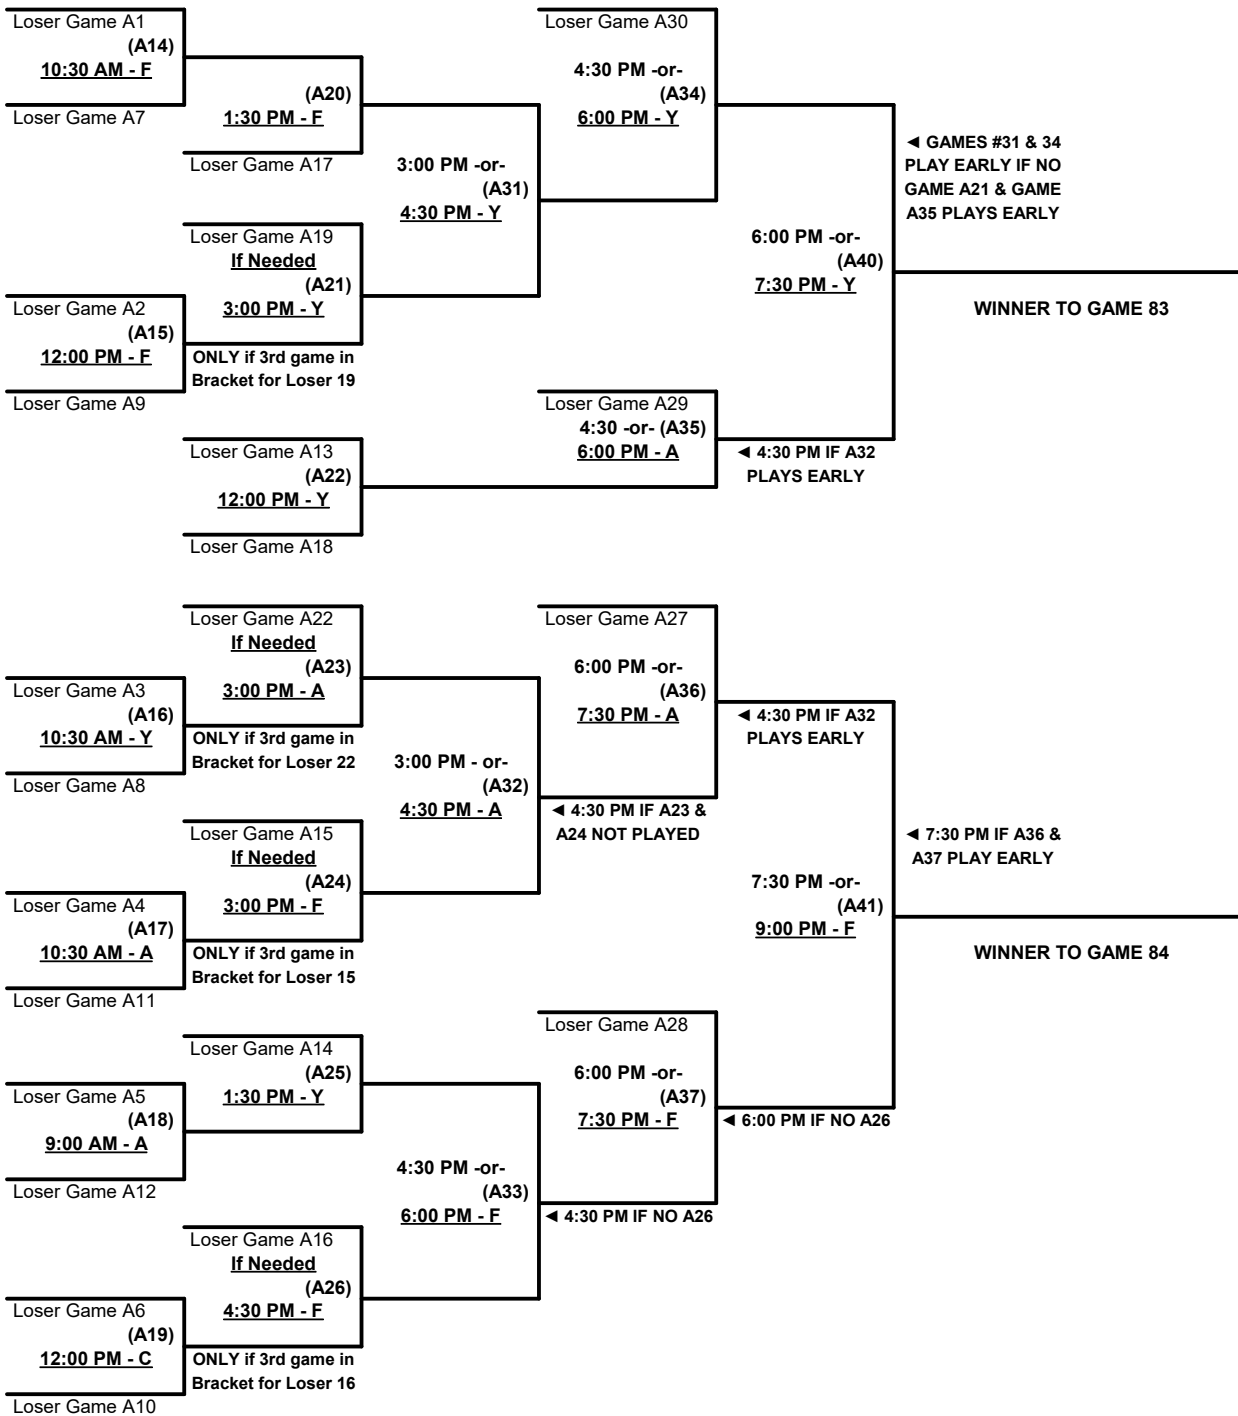 Loser Game A1
(A14)
10:30 AM - F
Loser Game A7
(A20)
1:30 PM - F
Loser Game A17
Loser Game A30
4:30 PM -or-
(A34)
6:00 PM - Y
3:00 PM -or-
(A31)
4:30 PM - Y
◄ GAMES #31 & 34
PLAY EARLY IF NO
GAME A21 & GAME
A35 PLAYS EARLY
Loser Game A19
If Needed
(A21)
3:00 PM - Y
ONLY if 3rd game in
Bracket for Loser 19
Loser Game A2
(A15)
12:00 PM - F
Loser Game A9
6:00 PM -or-
(A40)
7:30 PM - Y
WINNER TO GAME 83
Loser Game A29
4:30 -or- (A35)
6:00 PM - A
◄ 4:30 PM IF A32
PLAYS EARLY
Loser Game A13
(A22)
12:00 PM - Y
Loser Game A18
Loser Game A22
If Needed
(A23)
3:00 PM - A
ONLY if 3rd game in
Bracket for Loser 22
Loser Game A3
(A16)
10:30 AM - Y
Loser Game A8
Loser Game A27
6:00 PM -or-
(A36)
7:30 PM - A
◄ 4:30 PM IF A32
PLAYS EARLY
3:00 PM - or-
(A32)
4:30 PM - A
◄ 4:30 PM IF A23 &
A24 NOT PLAYED
Loser Game A15
If Needed
(A24)
3:00 PM - F
ONLY if 3rd game in
Bracket for Loser 15
Loser Game A4
(A17)
10:30 AM - A
Loser Game A11
◄ 7:30 PM IF A36 &
A37 PLAY EARLY
7:30 PM -or-
(A41)
9:00 PM - F
WINNER TO GAME 84
Loser Game A28
6:00 PM -or-
(A37)
7:30 PM - F
◄ 6:00 PM IF NO A26
Loser Game A14
(A25)
1:30 PM - Y
Loser Game A5
(A18)
9:00 AM - A
Loser Game A12
4:30 PM -or-
(A33)
6:00 PM - F
◄ 4:30 PM IF NO A26
Loser Game A16
If Needed
(A26)
4:30 PM - F
ONLY if 3rd game in
Bracket for Loser 16
Loser Game A6
(A19)
12:00 PM - C
Loser Game A10